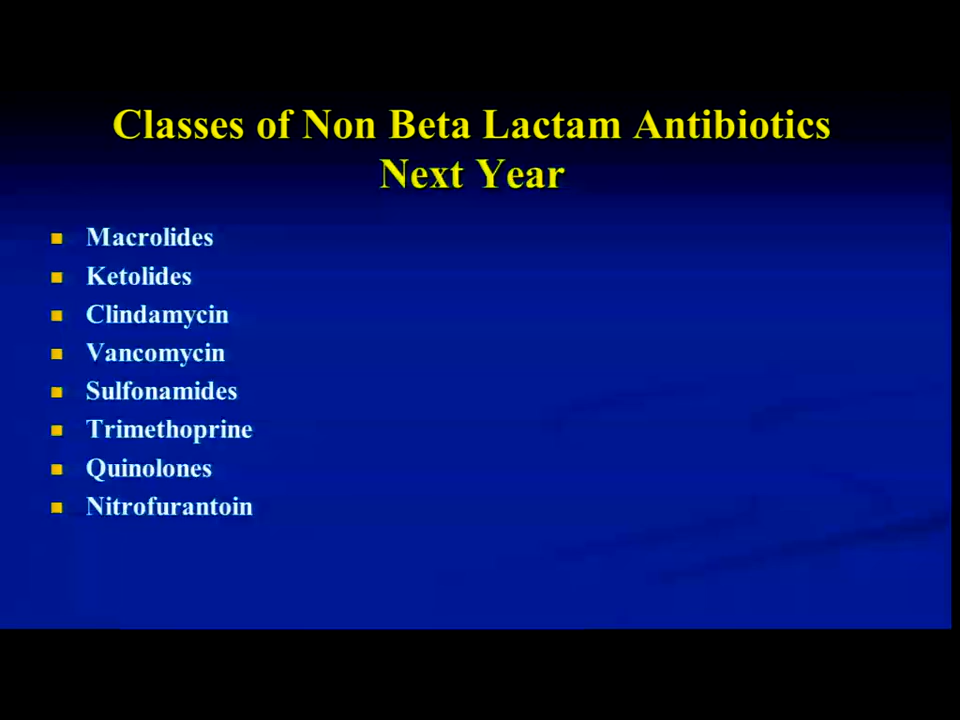 Classes of Non Beta Lactam Antibiotics
Next Year
Macrolides
Ketolides
Clindamycin
Vancomycin
Sulfonamides
Trimethoprine
Quinolones
Nitrofurantoin